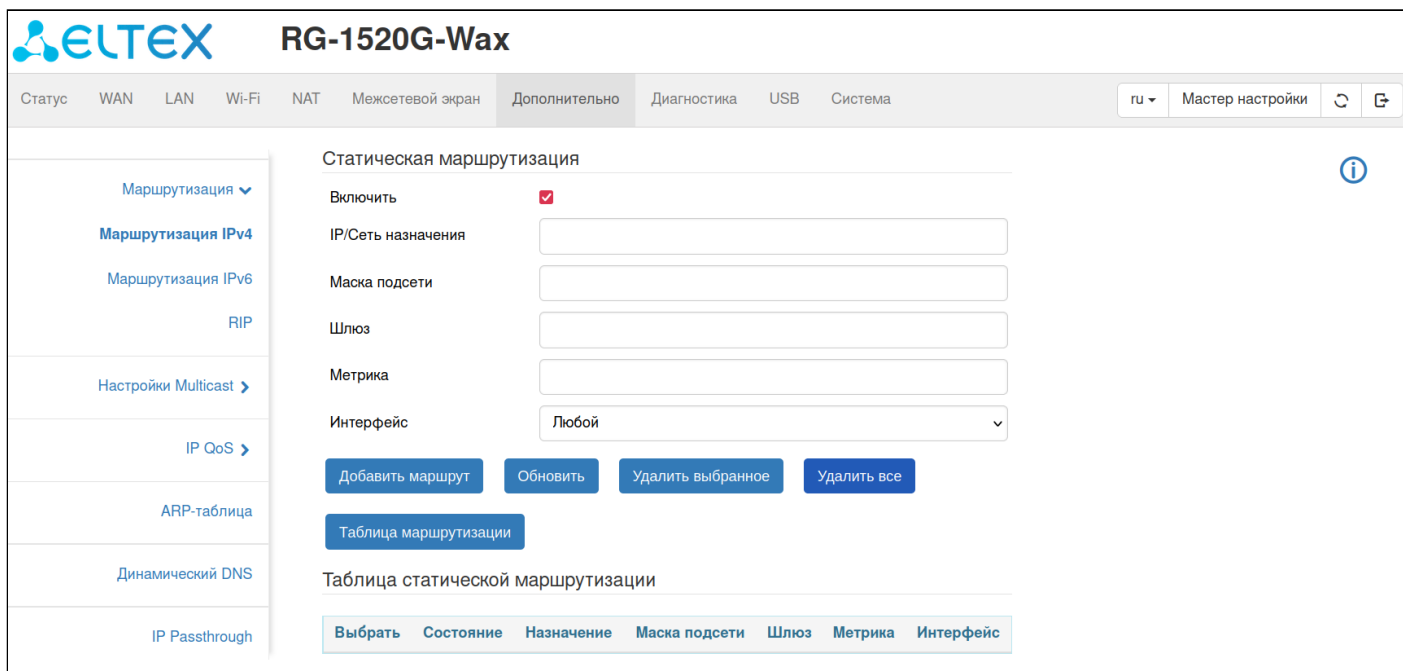 ELTEX RG-1520G-Wax
Статус WAN LAN Wi-Fi NAT Межсетевой экран Дополнительно Диагностика USB Система ru Мастер настройки
Маршрутизация
Маршрутизация IPv4
Маршрутизация IPv6
RIP
Настройки Multicast
IP QoS
ARP-таблица
Динамический DNS
IP Passthrough
Статическая маршрутизация
Включить
IP/Сеть назначения
Маска подсети
Шлюз
Метрика
Интерфейс Любой
Добавить маршрут Обновить Удалить выбранное Удалить все
Таблица маршрутизации
Таблица статической маршрутизации
Выбрать Состояние Назначение Маска подсети Шлюз Метрика Интерфейс